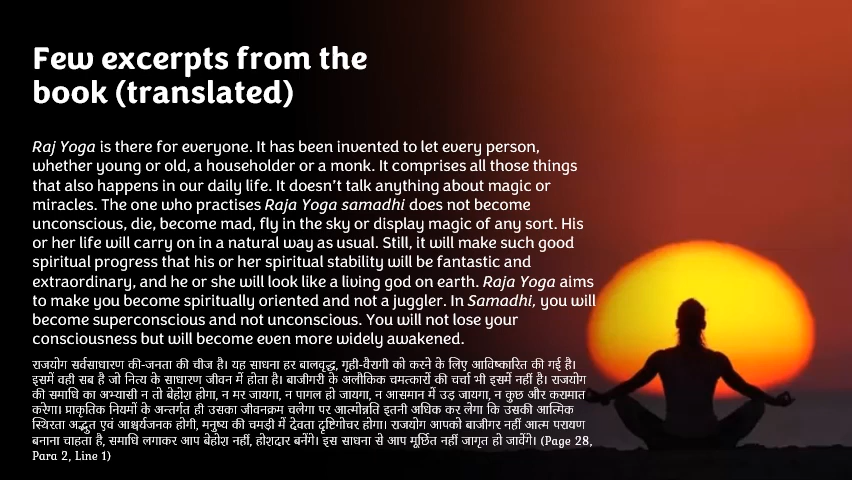 Few excerpts from the
book (translated)
Raj Yoga is there for everyone. It has been invented to let every person,
whether young or old, a householder or a monk. It comprises all those things
that also happens in our daily life. It doesn't talk anything about magic or
miracles. The one who practises Raja Yoga samadhi does not become
unconscious, die, become mad, fly in the sky or display magic of any sort. His
or her life will carry on in a natural way as usual. Still, it will make such good
spiritual progress that his or her spiritual stability will be fantastic and
extraordinary, and he or she will look like a living god on earth. Raja Yoga aims
to make you become spiritually oriented and not a juggler. In Samadhi, you will
become superconscious and not unconscious. You will not lose your
consciousness but will become even more widely awakened.
राजयोग सर्वसाधारण की-जनता की चीज है। यह साधना हर बालवृद्ध, गृही-वैरागी को करने के लिए आविष्कारित की गई है।
इसमें वही सब है जो नित्य के साधारण जीवन में होता है। बाजीगरी के अलौकिक चमत्कारों की चर्चा भी इसमें नहीं है। राजयोग
की समाधि का अभ्यासी न तो बेहोश होगा, न मर जायगा, न पागल हो जायगा, न आसमान में उड़ जायगा, न कुछ और करामात
करेगा। प्राकृतिक नियमों के अन्तर्गत ही उसका जीवनक्रम चलेगा पर आत्मोन्नति इतनी अधिक कर लेगा कि उसकी आत्मिक
स्थिरता अद्भुत एवं आश्चर्यजनक होगी, मनुष्य की चमड़ी में देवता दृष्टिगोचर होगा। राजयोग आपको बाजीगर नहीं आत्म परायण
बनाना चाहता है, समाधि लगाकर आप बेहोश नहीं, होशदार बनेंगे। इस साधना से आप मूर्छित नहीं जागृत हो जावेंगे। (Page 28,
Para 2, Line 1)